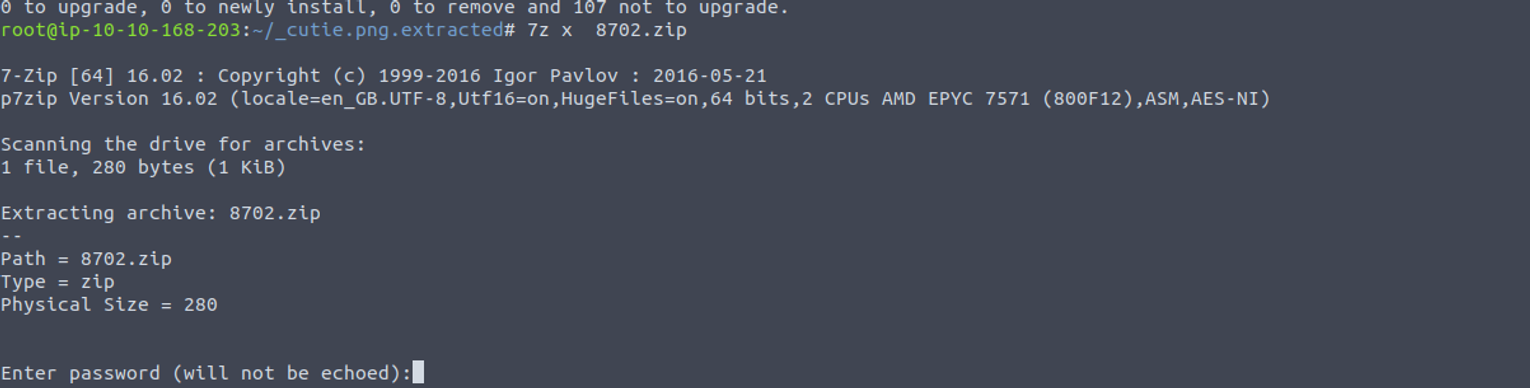 0 to upgrade, 0 to newly install, 0 to remove and 107 not to upgrade.
root@ip-10-10-168-203:~/_cutie.png.extracted# 7z x  8702.zip
7-Zip [64] 16.02 : Copyright (c) 1999-2016 Igor Pavlov : 2016-05-21
p7zip Version 16.02 (locale=en_GB.UTF-8,Utf16=on,HugeFiles=on,64 bits,2 CPUs AMD EPYC 7571 (800F12),ASM,AES-NI)
Scanning the drive for archives:
1 file, 280 bytes (1 KiB)
Extracting archive: 8702.zip
--
Path = 8702.zip
Type = zip
Physical Size = 280
Enter password (will not be echoed):